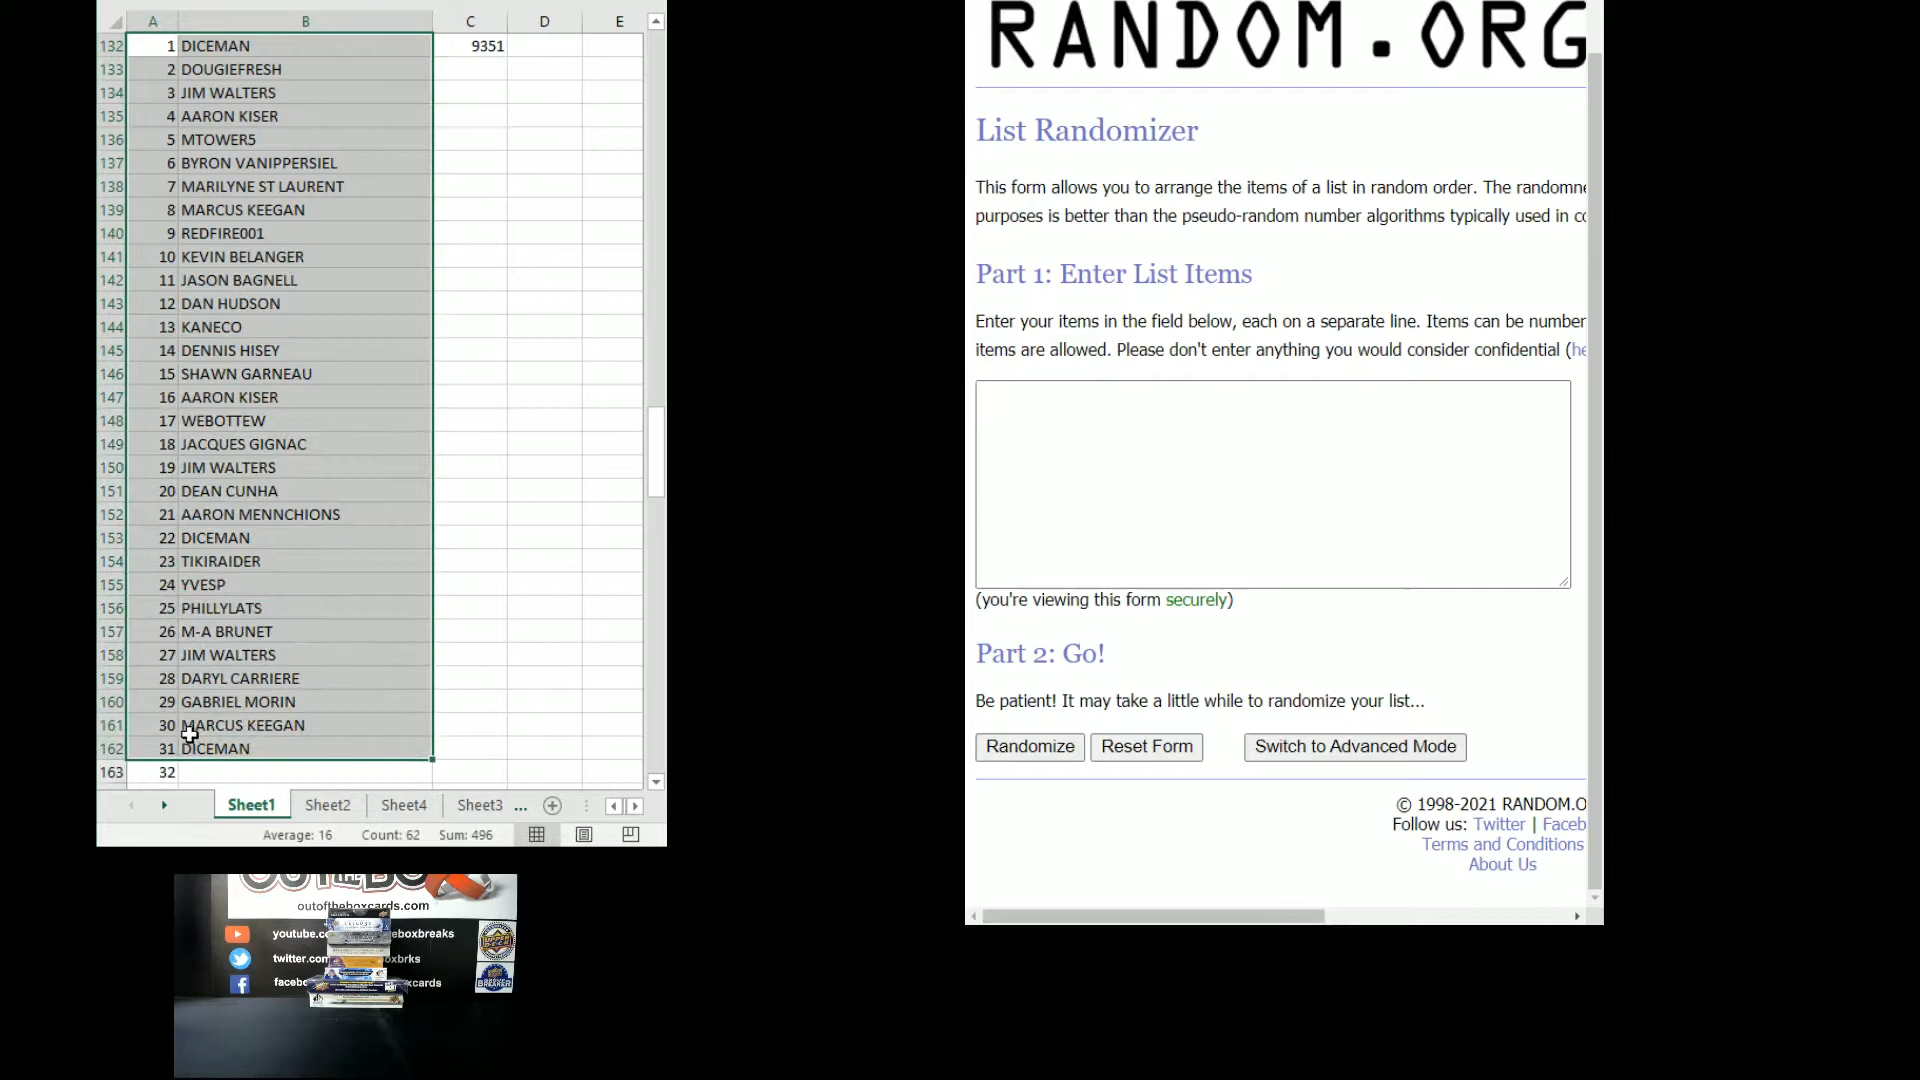 A B C D E
132 1 DICEMAN 9351
133 2 DOUGIEFRESH
134 3 JIM WALTERS
135 4 AARON KISER
136 5 MTOWER5
137 6 BYRON VANIPPERSIEL
138 7 MARILYNE ST LAURENT
139 8 MARCUS KEEGAN
140 9 REDFIRE001
141 10 KEVIN BELANGER
142 11 JASON BAGNELL
143 12 DAN HUDSON
144 13 KANECO
145 14 DENNIS HISEY
146 15 SHAWN GARNEAU
147 16 AARON KISER
148 17 WEBOTTEW
149 18 JACQUES GIGNAC
150 19 JIM WALTERS
151 20 DEAN CUNHA
152 21 AARON MENNCHIONS
153 22 DICEMAN
154 23 TIKIRAIDER
155 24 YVESP
156 25 PHILLYLATS
157 26 M-A BRUNET
158 27 JIM WALTERS
159 28 DARYL CARRIERE
160 29 GABRIEL MORIN
161 30 MARCUS KEEGAN
162 31 DICEMAN
163 32
Sheet1 Sheet2 Sheet4 Sheet3 ...
Average: 16 Count: 62 Sum: 496
outoftheboxcards.com
youtube.c eboxbreaks
twitter.com oxbrks
facebo xcards
RANDOM.ORG
List Randomizer
This form allows you to arrange the items of a list in random order. The randomne
purposes is better than the pseudo-random number algorithms typically used in co
Part 1: Enter List Items
Enter your items in the field below, each on a separate line. Items can be number
items are allowed. Please don't enter anything you would consider confidential (he
(you're viewing this form securely)
Part 2: Go!
Be patient! It may take a little while to randomize your list...
Randomize Reset Form Switch to Advanced Mode
© 1998-2021 RANDOM.O
Follow us: Twitter | Faceb
Terms and Conditions
About Us